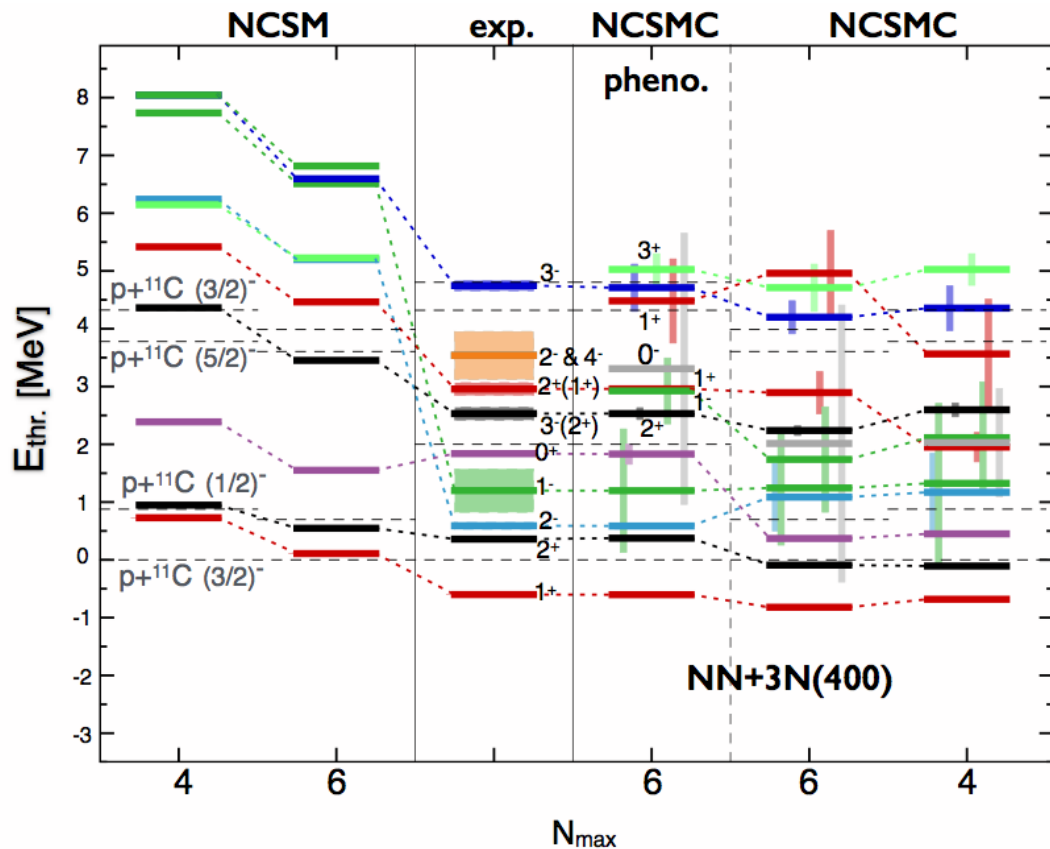 NCSM exp. NCSMC NCSMC
pheno.
E_thr. [MeV]
8
7
6
5
4
3
2
1
0
-1
-2
-3
p+¹¹C (3/2)⁻
p+¹¹C (5/2)⁻
p+¹¹C (1/2)⁻
p+¹¹C (3/2)⁻
3⁻
2⁻ & 4⁻
2⁺(1⁺)
3⁻(2⁺)
0⁺
1⁻
2⁻
2⁺
1⁺
3⁺
1⁺
0⁻
1⁺
1⁻
2⁺
NN+3N(400)
4 6 6 6 4
N_max